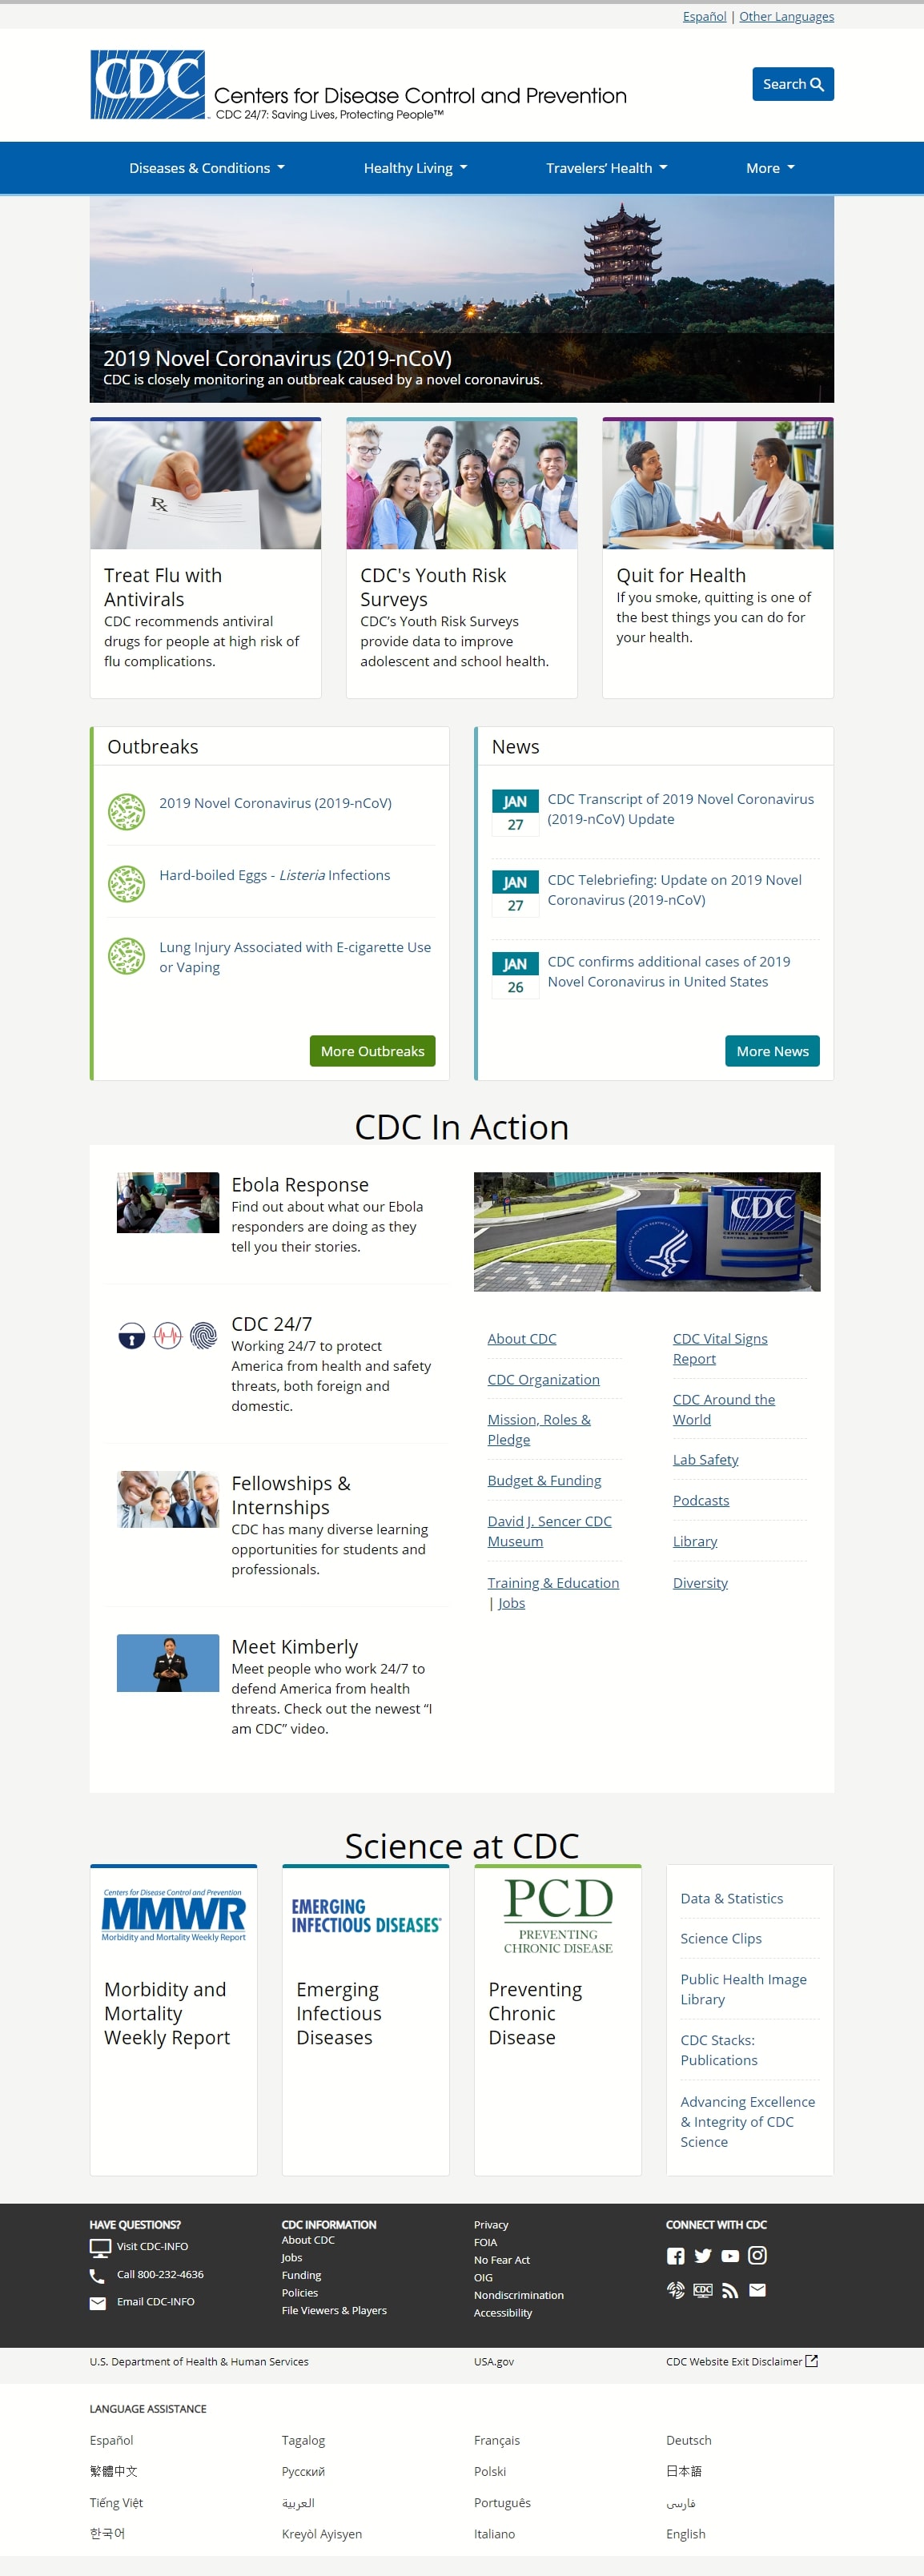 Español | Other Languages
CDC
Centers for Disease Control and Prevention
CDC 24/7: Saving Lives, Protecting People™
Search
Diseases & Conditions
Healthy Living
Travelers’ Health
More
2019 Novel Coronavirus (2019-nCoV)
CDC is closely monitoring an outbreak caused by a novel coronavirus.
Rx
Treat Flu with
Antivirals
CDC recommends antiviral
drugs for people at high risk of
flu complications.
CDC's Youth Risk
Surveys
CDC’s Youth Risk Surveys
provide data to improve
adolescent and school health.
Quit for Health
If you smoke, quitting is one of
the best things you can do for
your health.
Outbreaks
2019 Novel Coronavirus (2019-nCoV)
Hard-boiled Eggs - Listeria Infections
Lung Injury Associated with E-cigarette Use
or Vaping
More Outbreaks
News
JAN
27
CDC Transcript of 2019 Novel Coronavirus
(2019-nCoV) Update
JAN
27
CDC Telebriefing: Update on 2019 Novel
Coronavirus (2019-nCoV)
JAN
26
CDC confirms additional cases of 2019
Novel Coronavirus in United States
More News
CDC In Action
Ebola Response
Find out about what our Ebola
responders are doing as they
tell you their stories.
CDC 24/7
Working 24/7 to protect
America from health and safety
threats, both foreign and
domestic.
Fellowships &
Internships
CDC has many diverse learning
opportunities for students and
professionals.
Meet Kimberly
Meet people who work 24/7 to
defend America from health
threats. Check out the newest “I
am CDC” video.
CDC
CENTERS FOR DISEASE
CONTROL AND PREVENTION
About CDC
CDC Organization
Mission, Roles &
Pledge
Budget & Funding
David J. Sencer CDC
Museum
Training & Education
| Jobs
CDC Vital Signs
Report
CDC Around the
World
Lab Safety
Podcasts
Library
Diversity
Science at CDC
Centers for Disease Control and Prevention
MMWR
Morbidity and Mortality Weekly Report
Morbidity and
Mortality
Weekly Report
EMERGING
INFECTIOUS DISEASES®
Emerging
Infectious
Diseases
PCD
PREVENTING
CHRONIC DISEASE
Preventing
Chronic
Disease
Data & Statistics
Science Clips
Public Health Image
Library
CDC Stacks:
Publications
Advancing Excellence
& Integrity of CDC
Science
HAVE QUESTIONS?
Visit CDC-INFO
Call 800-232-4636
Email CDC-INFO
CDC INFORMATION
About CDC
Jobs
Funding
Policies
File Viewers & Players
Privacy
FOIA
No Fear Act
OIG
Nondiscrimination
Accessibility
CONNECT WITH CDC
CDC
U.S. Department of Health & Human Services
USA.gov
CDC Website Exit Disclaimer
LANGUAGE ASSISTANCE
Español
Tagalog
Français
Deutsch
繁體中文
Русский
Polski
日本語
Tiếng Việt
العربية
Português
فارسی
한국어
Kreyòl Ayisyen
Italiano
English